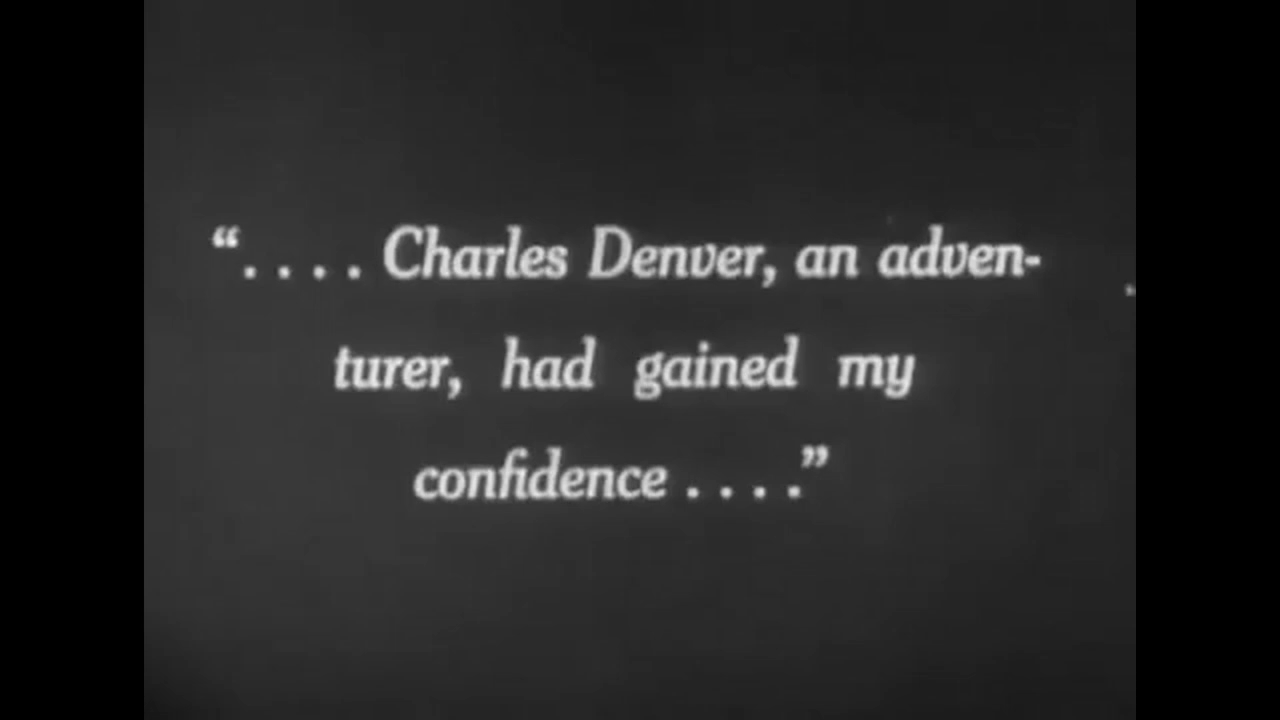 “. . . . Charles Denver, an adven-
turer, had gained my
confidence . . . .”